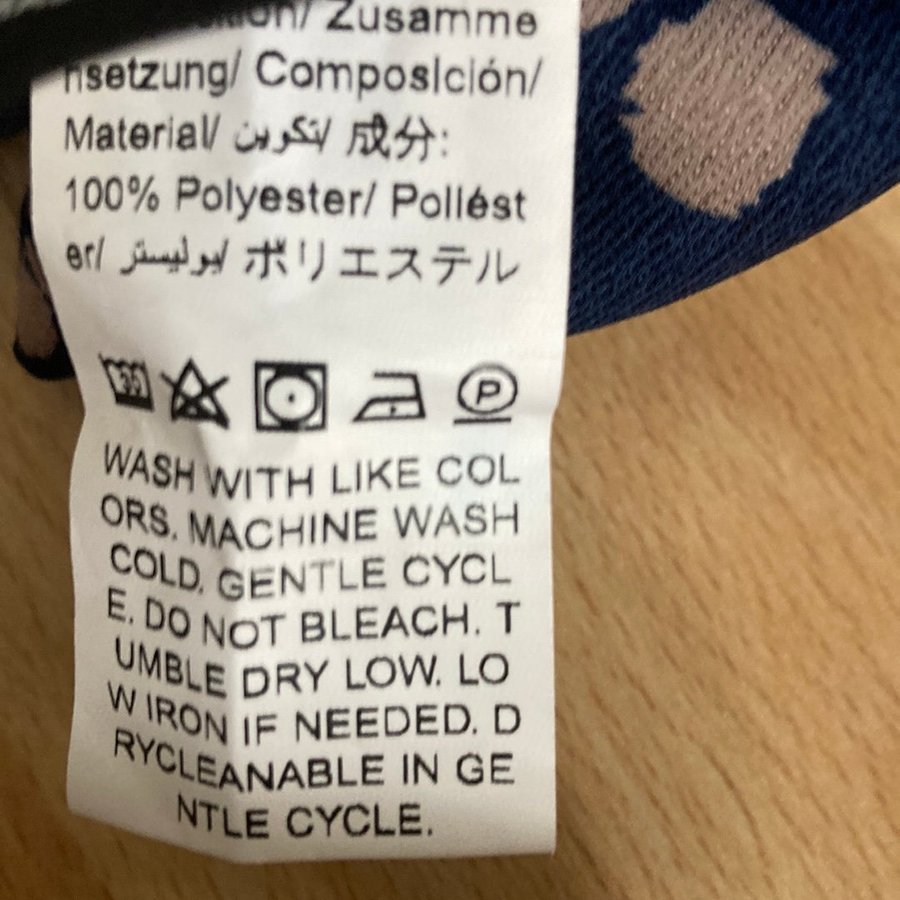 Zusamme
nsetzung/ Composición/
Material/ تكوين/ 成分:
100% Polyester/ Poliést
er/ بوليستر/ ポリエステル
30 P
WASH WITH LIKE COL
ORS. MACHINE WASH
COLD. GENTLE CYCL
E. DO NOT BLEACH. T
UMBLE DRY LOW. LO
W IRON IF NEEDED. D
RYCLEANABLE IN GE
NTLE CYCLE.